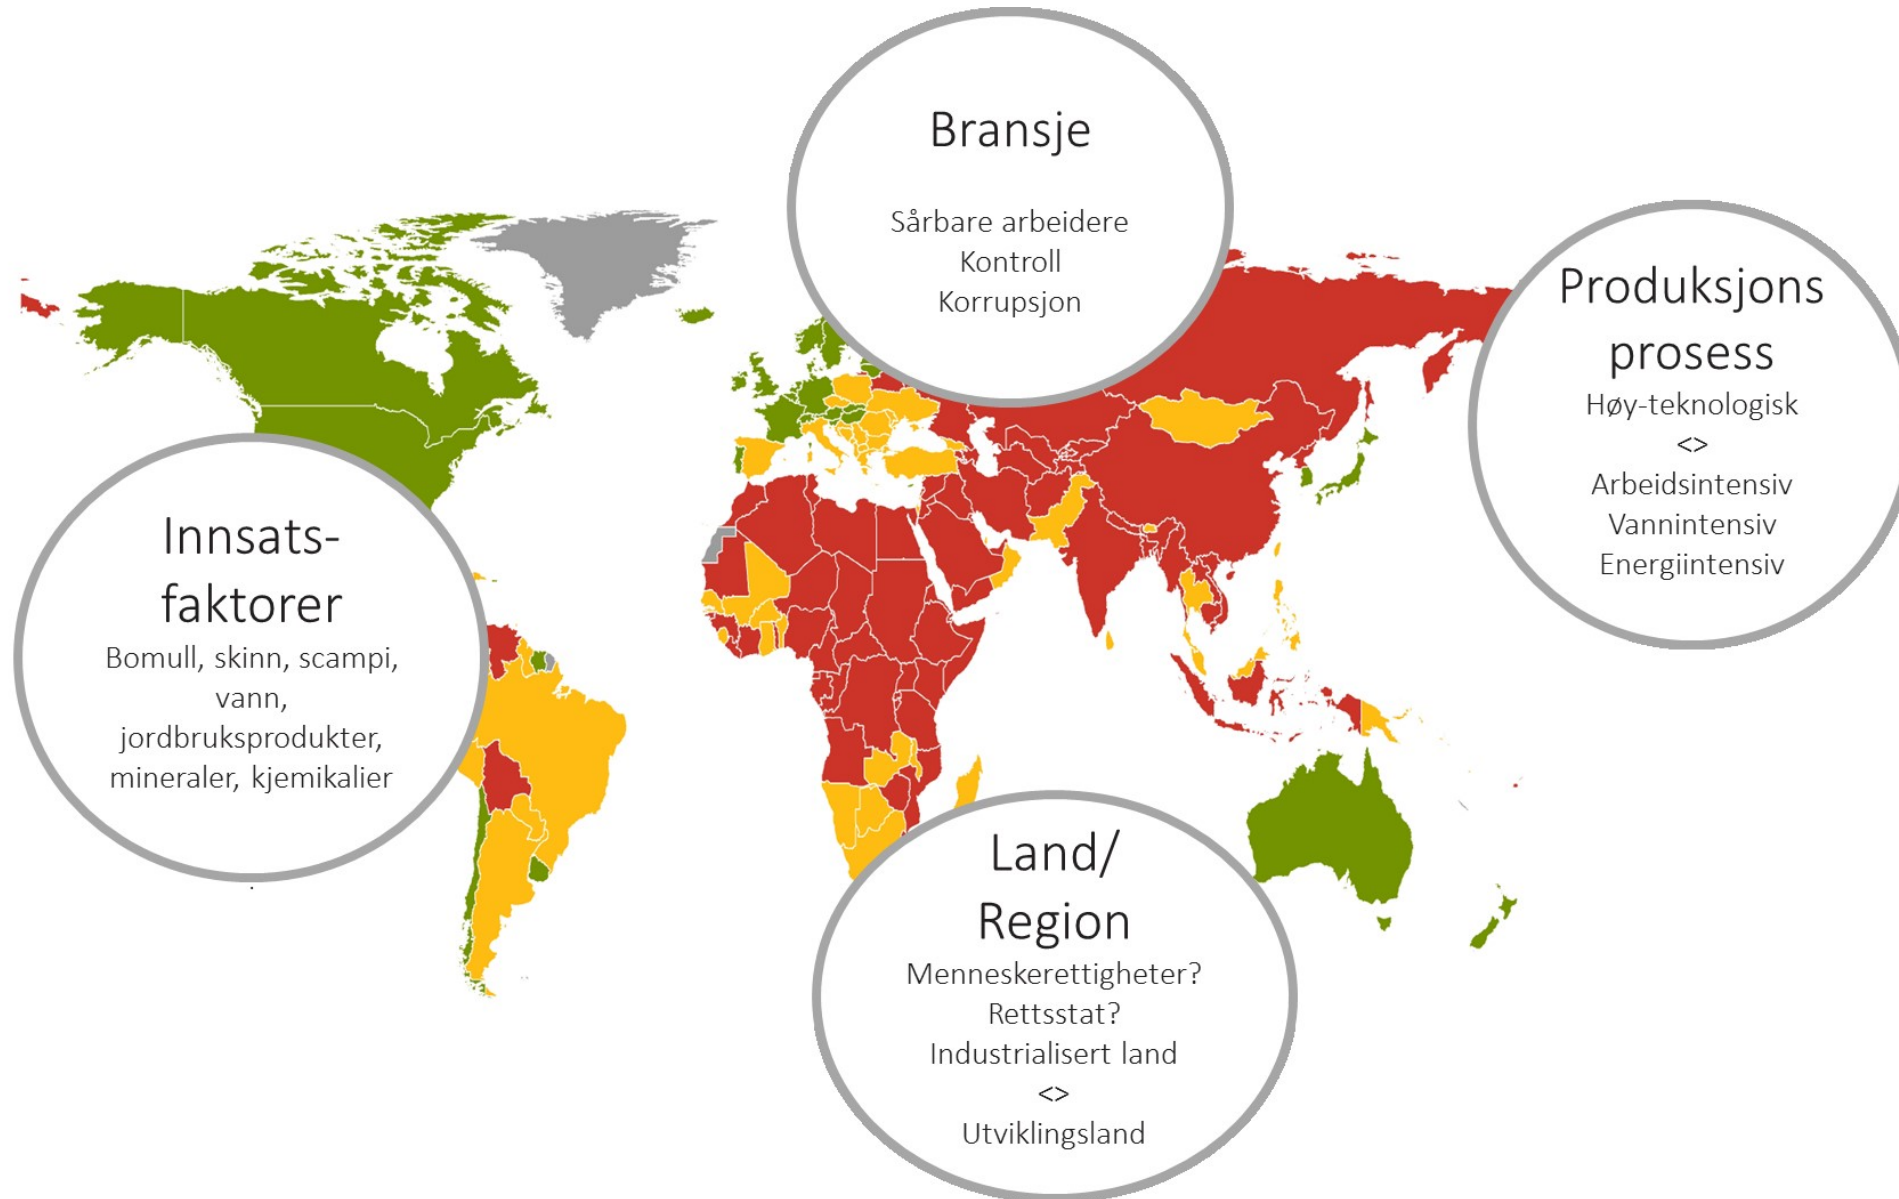 Bransje
Sårbare arbeidere
Kontroll
Korrupsjon
Produksjons
prosess
Høy-teknologisk
<>
Arbeidsintensiv
Vannintensiv
Energiintensiv
Innsats-
faktorer
Bomull, skinn, scampi,
vann,
jordbruksprodukter,
mineraler, kjemikalier
.
Land/
Region
Menneskerettigheter?
Rettsstat?
Industrialisert land
<>
Utviklingsland